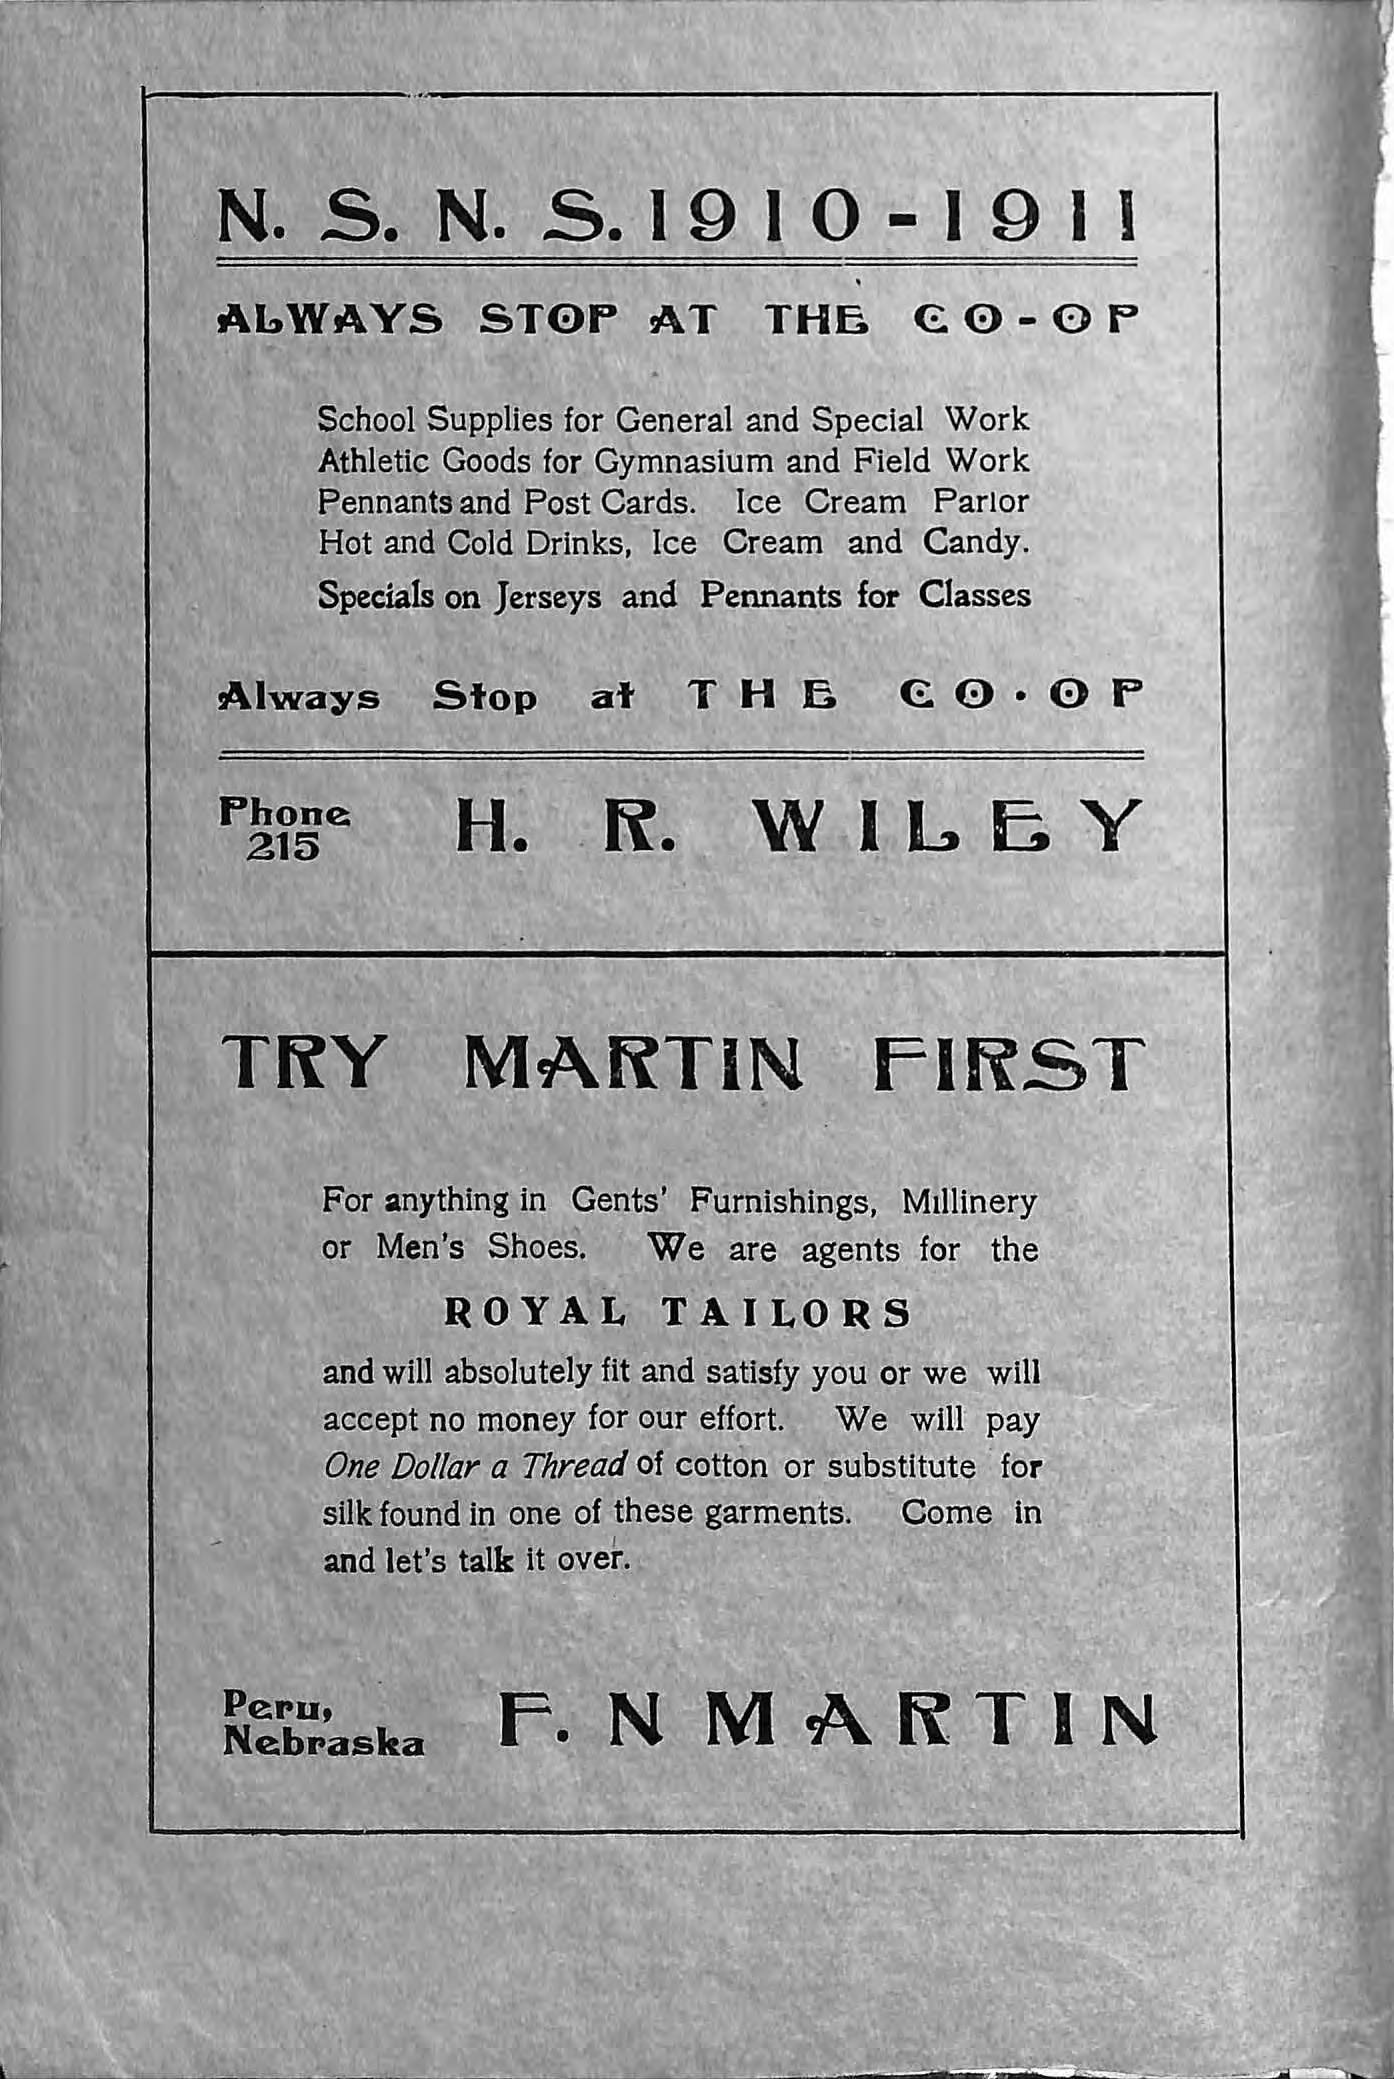 N. S. N. S. 1910-1911
ALWAYS STOP AT THE CO-OP
School Supplies for General and Special Work
Athletic Goods for Gymnasium and Field Work
Pennants and Post Cards. Ice Cream Parlor
Hot and Cold Drinks, Ice Cream and Candy.
Specials on Jerseys and Pennants for Classes
Always Stop at THE CO-OP
Phone
215
H. R. WILEY
TRY MARTIN FIRST
For anything in Gents' Furnishings, Millinery
or Men's Shoes. We are agents for the
ROYAL TAILORS
and will absolutely fit and satisfy you or we will
accept no money for our effort. We will pay
One Dollar a Thread of cotton or substitute for
silk found in one of these garments. Come in
and let's talk it over.
Peru,
Nebraska
F. N MARTIN